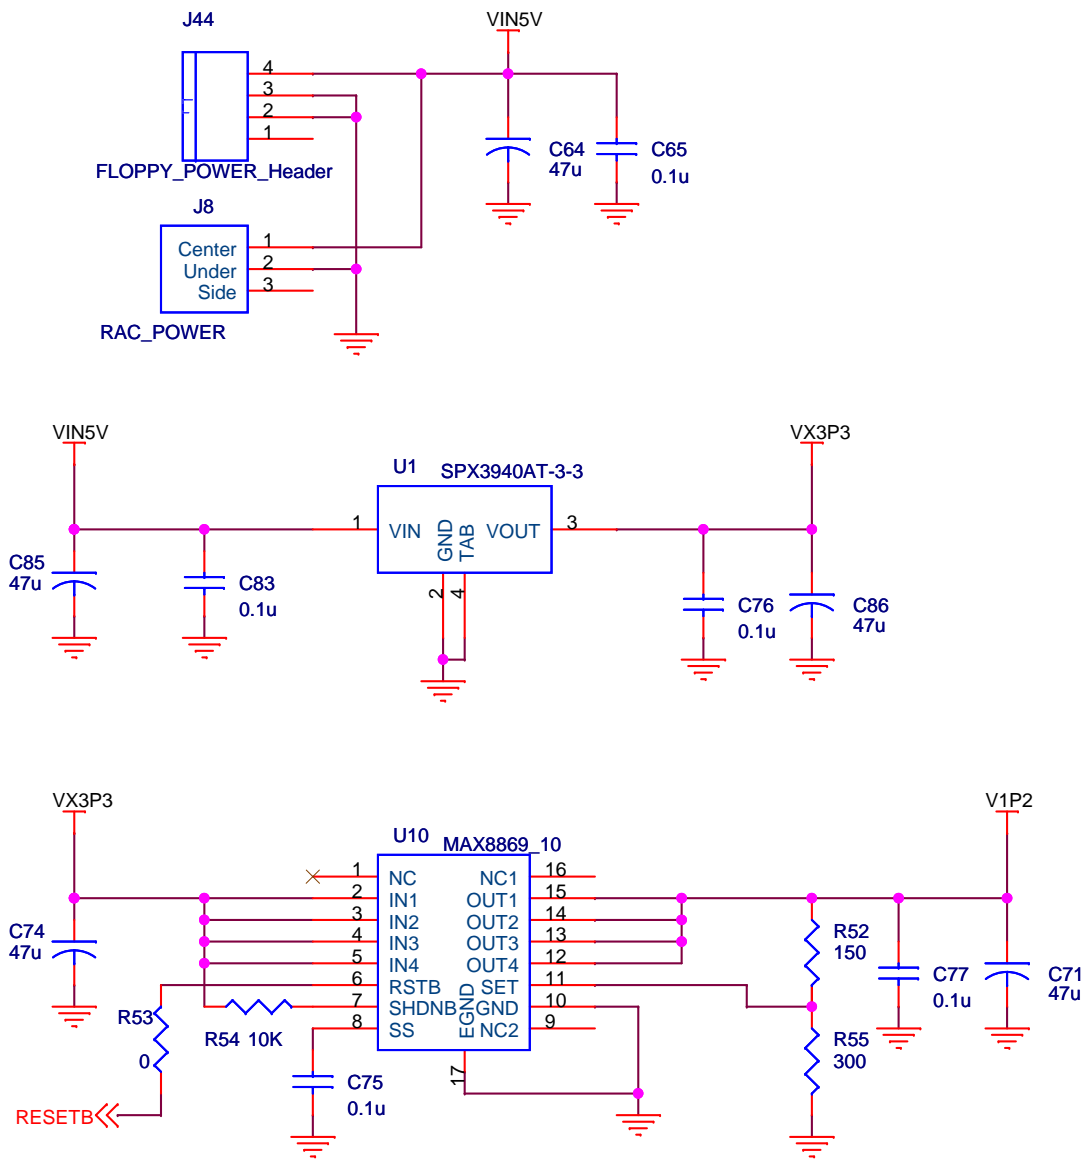 J44
VIN5V
4
3
2
1
FLOPPY_POWER_Header
C64
47u
C65
0.1u
J8
Center 1
Under 2
Side 3
RAC_POWER
VIN5V
VX3P3
U1 SPX3940AT-3-3
1 VIN GND TAB VOUT 3
2 4
C85
47u
C83
0.1u
C76
0.1u
C86
47u
VX3P3
V1P2
U10 MAX8869_10
1 NC NC1 16
2 IN1 OUT1 15
3 IN2 OUT2 14
4 IN3 OUT3 13
5 IN4 OUT4 12
6 RSTB SET 11
7 SHDNB GND 10
8 SS EGND NC2 9
17
C74
47u
R53
0
R54 10K
C75
0.1u
RESETB
R52
150
R55
300
C77
0.1u
C71
47u